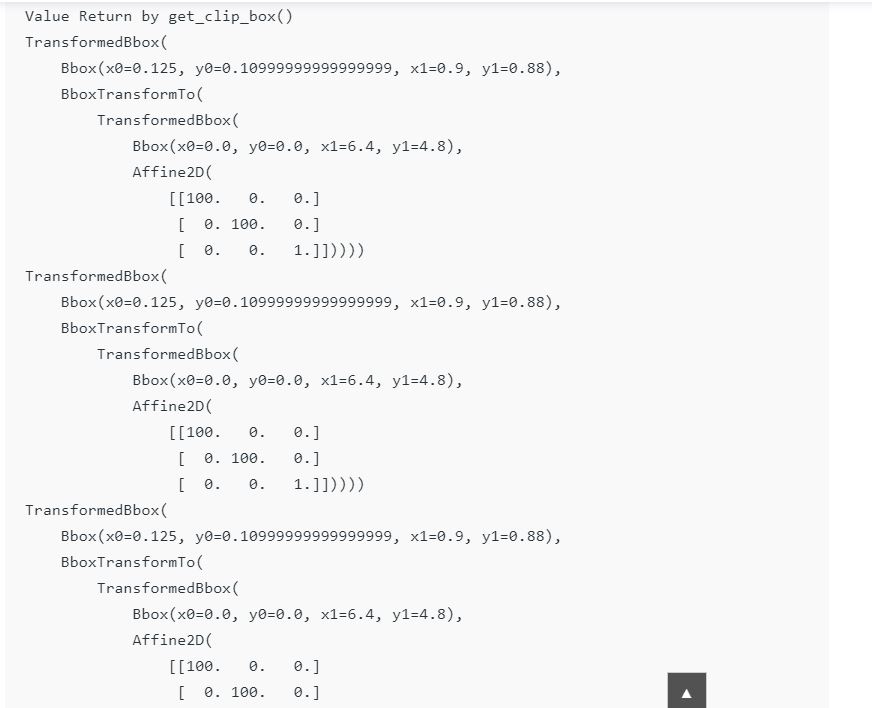 Value Return by get_clip_box()
TransformedBbox(
    Bbox(x0=0.125, y0=0.10999999999999999, x1=0.9, y1=0.88),
    BboxTransformTo(
        TransformedBbox(
            Bbox(x0=0.0, y0=0.0, x1=6.4, y1=4.8),
            Affine2D(
                [[100.   0.   0.]
                 [  0. 100.   0.]
                 [  0.   0.   1.]]))))
TransformedBbox(
    Bbox(x0=0.125, y0=0.10999999999999999, x1=0.9, y1=0.88),
    BboxTransformTo(
        TransformedBbox(
            Bbox(x0=0.0, y0=0.0, x1=6.4, y1=4.8),
            Affine2D(
                [[100.   0.   0.]
                 [  0. 100.   0.]
                 [  0.   0.   1.]]))))
TransformedBbox(
    Bbox(x0=0.125, y0=0.10999999999999999, x1=0.9, y1=0.88),
    BboxTransformTo(
        TransformedBbox(
            Bbox(x0=0.0, y0=0.0, x1=6.4, y1=4.8),
            Affine2D(
                [[100.   0.   0.]
                 [  0. 100.   0.]